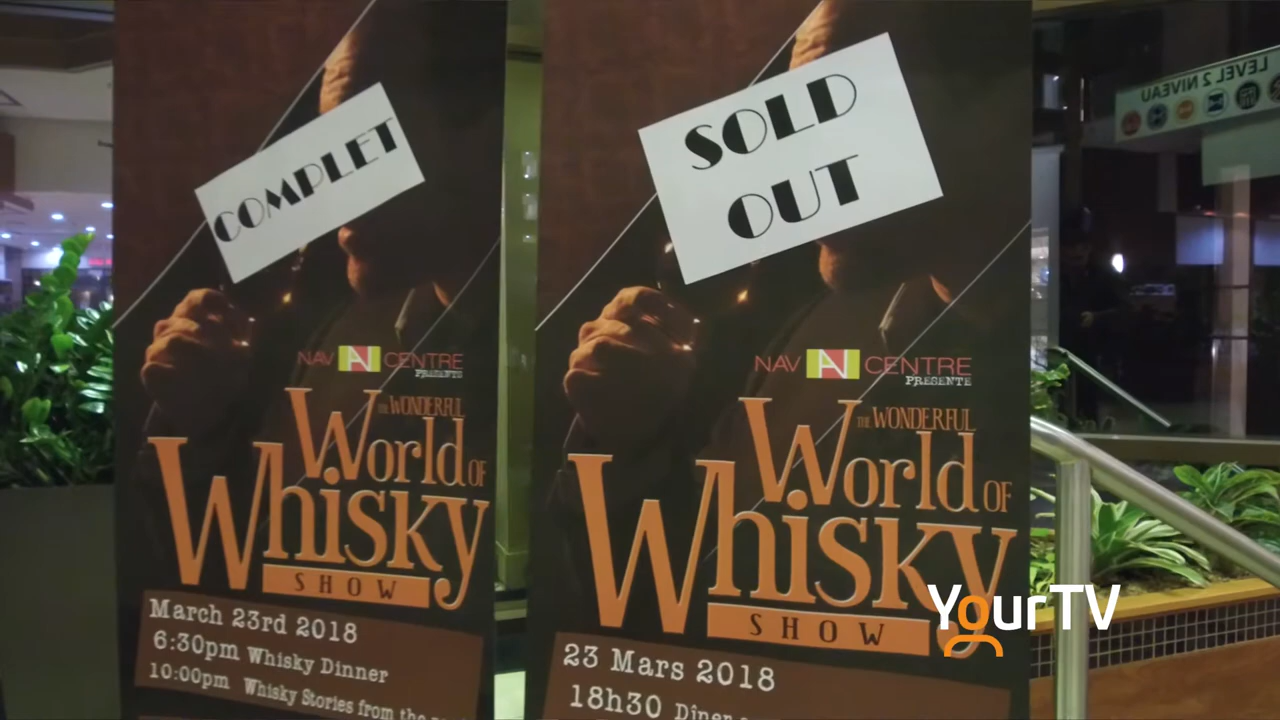 COMPLET
NAV CENTRE
PRESENTS
THE WONDERFUL
World OF
Whisky
SHOW
March 23rd 2018
6:30pm Whisky Dinner
10:00pm Whisky Stories from the
SOLD
OUT
NAV CENTRE
PRESENTE
THE WONDERFUL
World OF
Whisky
SHOW
23 Mars 2018
18h30
LEVEL 2 NIVEAU
YourTV